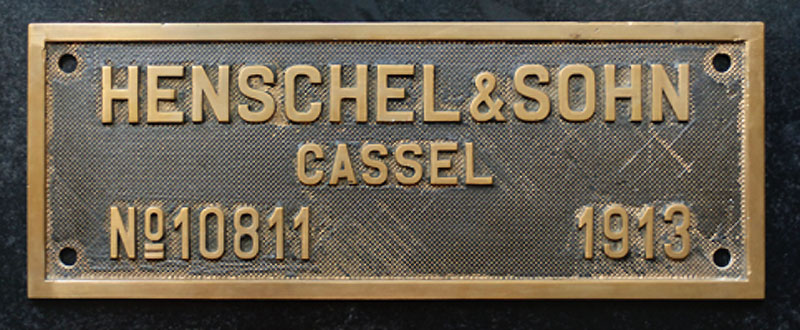 HENSCHEL&SOHN
CASSEL
Nº10811 1913